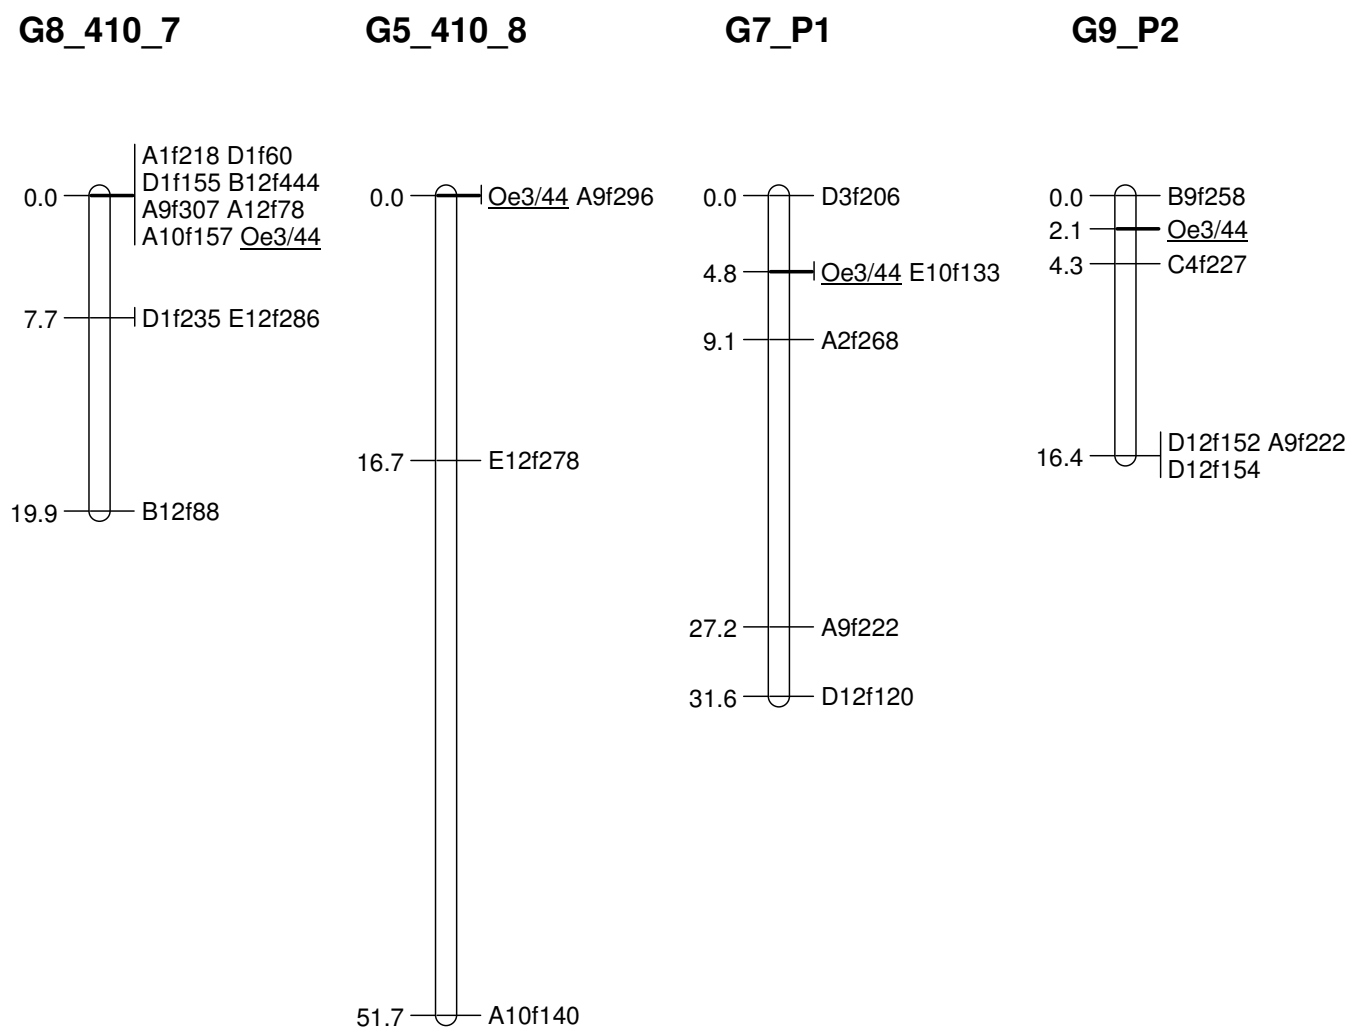 G8_410_7
G5_410_8
G7_P1
G9_P2
A1f218 D1f60
D1f155 B12f444
0.0
A9f307 A12f78
A10f157 Oe3/44
7.7
D1f235 E12f286
19.9
B12f88
0.0
Oe3/44 A9f296
16.7
E12f278
51.7
A10f140
0.0
D3f206
4.8
Oe3/44 E10f133
9.1
A2f268
27.2
A9f222
31.6
D12f120
0.0
B9f258
2.1
Oe3/44
4.3
C4f227
16.4
D12f152 A9f222
D12f154